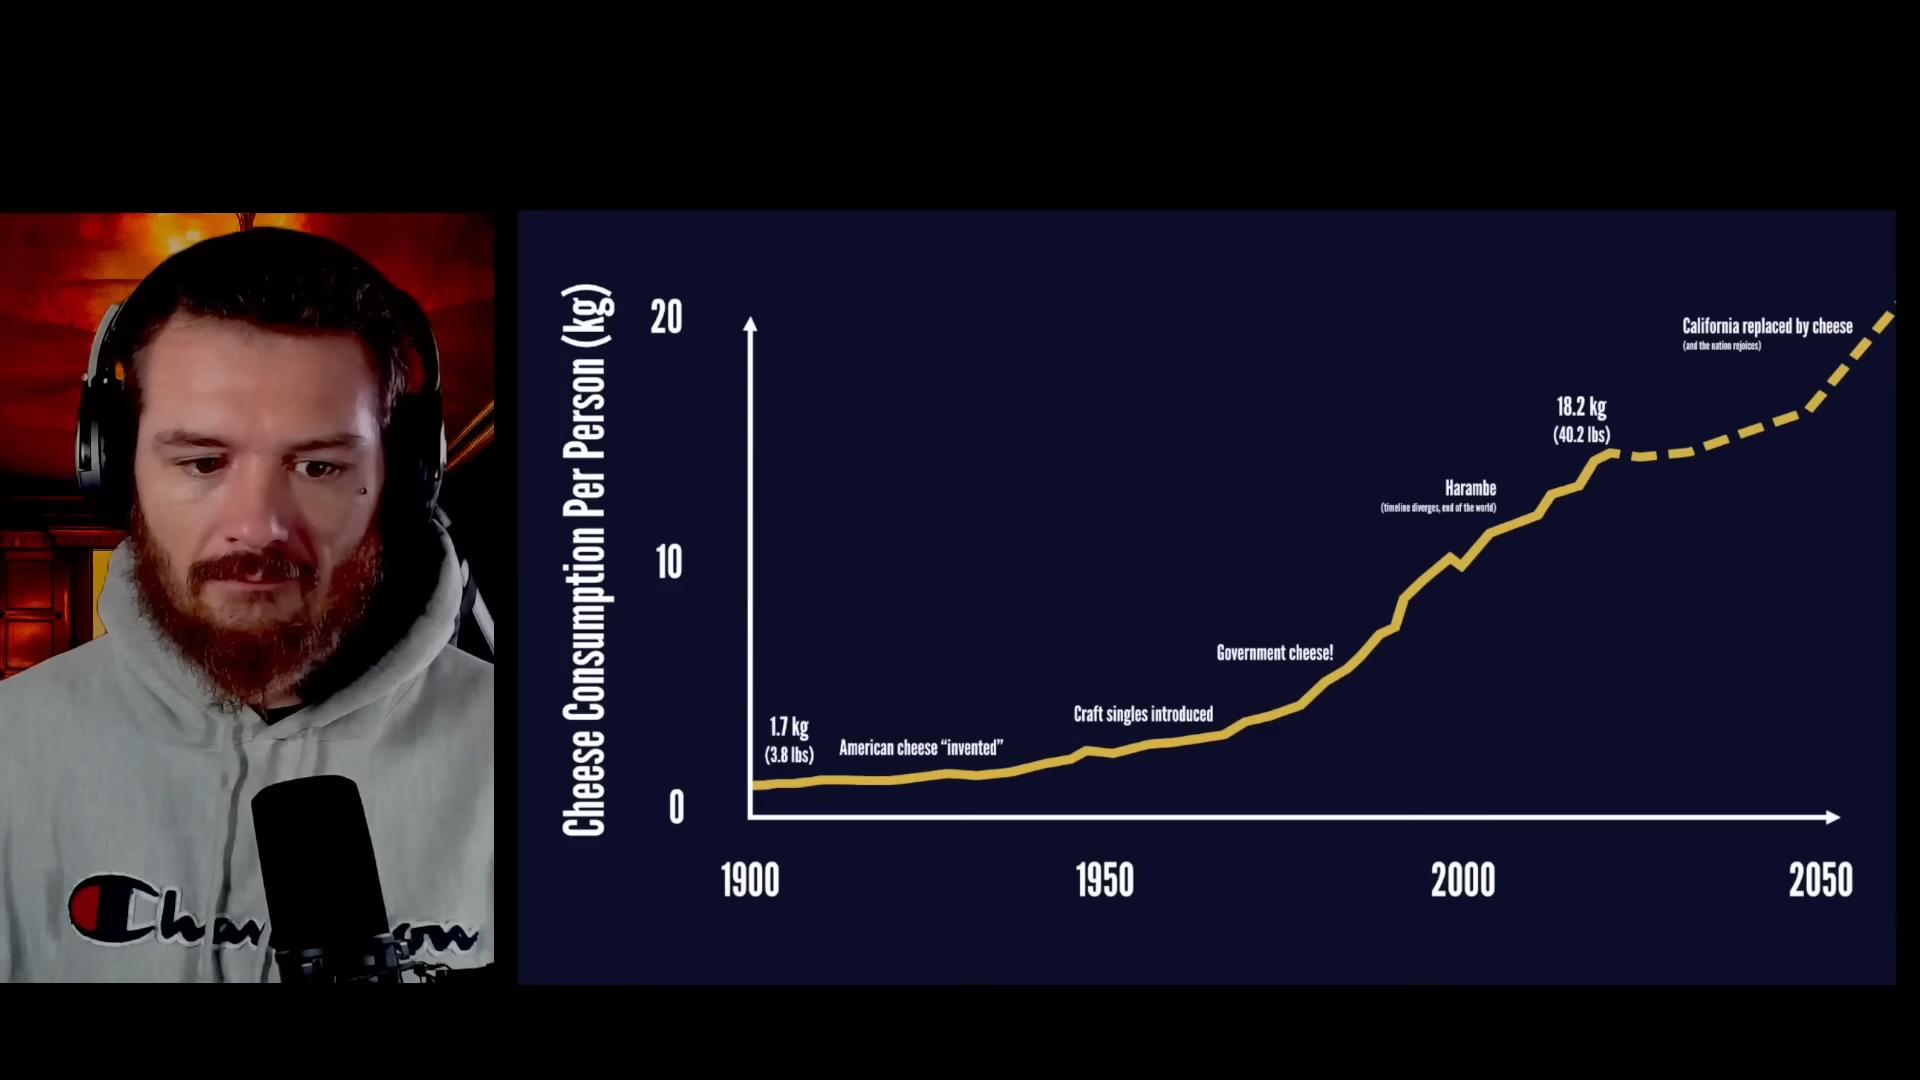 Cheese Consumption Per Person (kg)
20
10
0
California replaced by cheese
(and the nation rejoices)
18.2 kg
(40.2 lbs)
Harambe
(timeline diverges, end of the world)
Government cheese!
Craft singles introduced
1.7 kg
(3.8 lbs)
American cheese “invented”
1900
1950
2000
2050
Champion